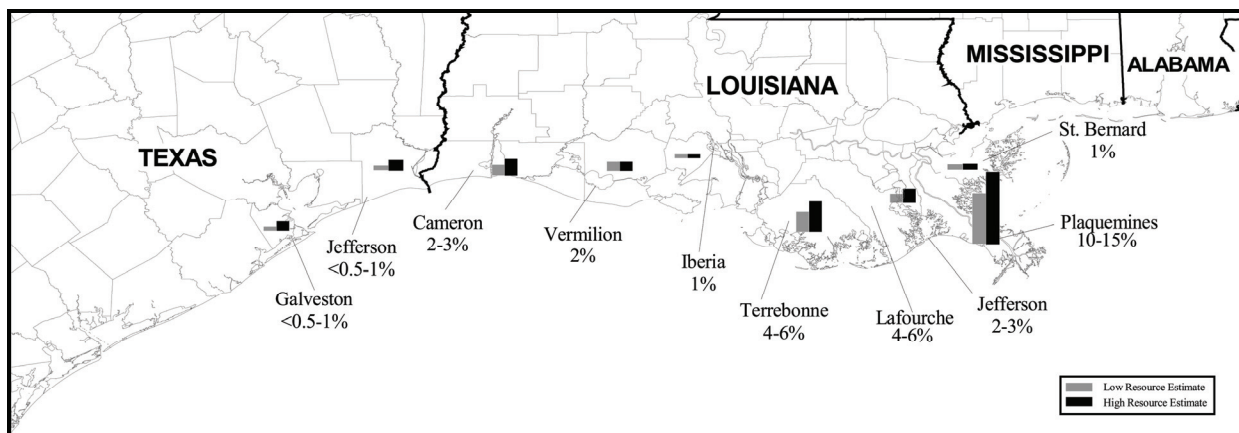 MISSISSIPPI
ALABAMA
LOUISIANA
TEXAS
St. Bernard
1%
Plaquemines
10-15%
Cameron
2-3%
Vermilion
2%
Jefferson
<0.5-1%
Iberia
1%
Galveston
<0.5-1%
Terrebonne
4-6%
Lafourche
4-6%
Jefferson
2-3%
Low Resource Estimate
High Resource Estimate